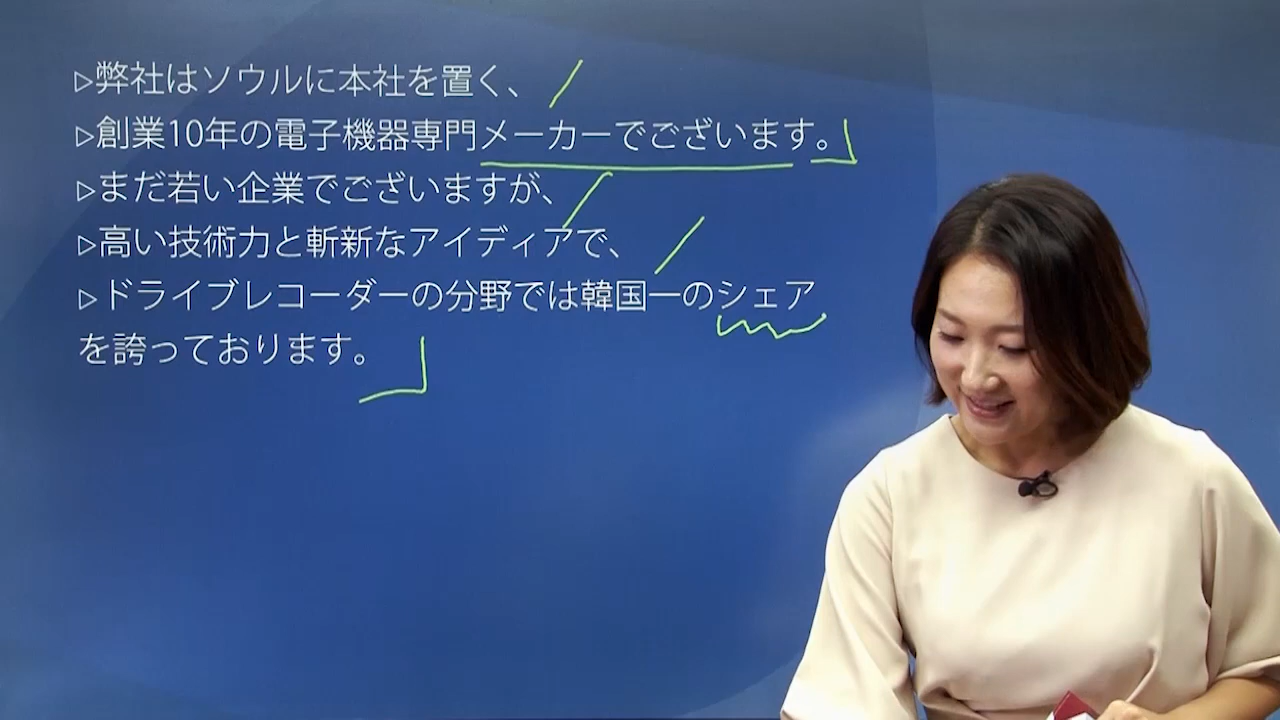 ▷弊社はソウルに本社を置く、
▷創業10年の電子機器専門メーカーでございます。
▷まだ若い企業でございますが、
▷高い技術力と斬新なアイディアで、
▷ドライブレコーダーの分野では韓国一のシェア
を誇っております。